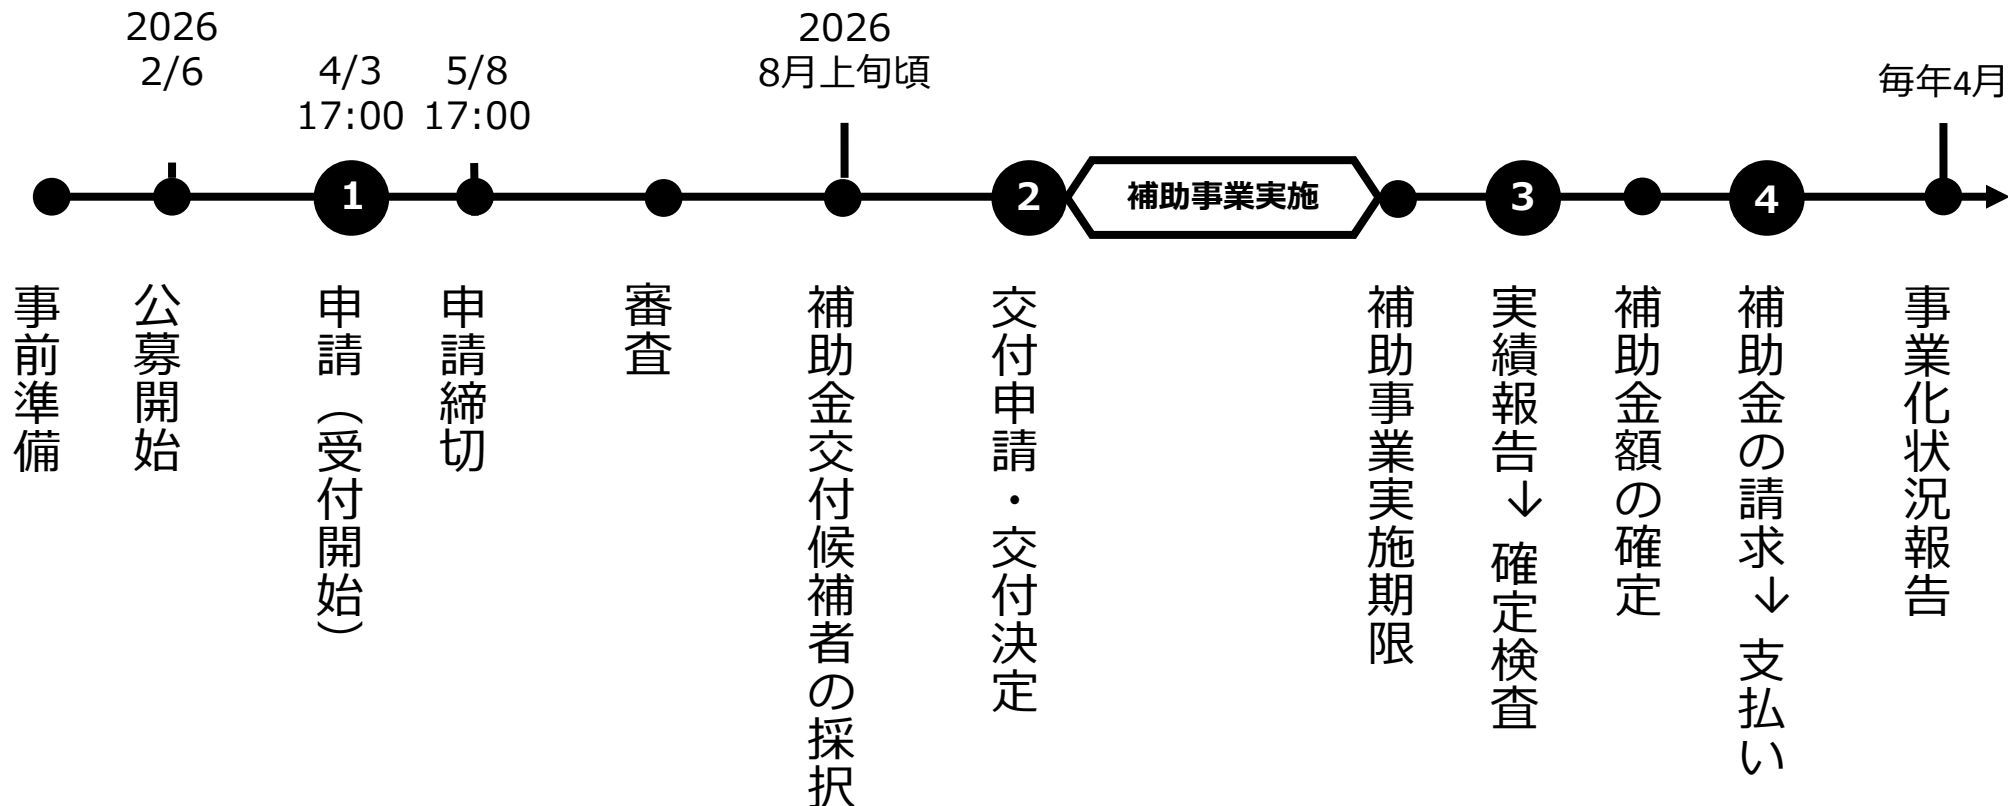 2026
2/6
4/3
17:00
5/8
17:00
2026
8月上旬頃
毎年4月
1
2
補助事業実施
3
4
事前準備
公募開始
申請（受付開始）
申請締切
審査
補助金交付候補者の採択
交付申請・交付決定
補助事業実施期限
実績報告→確定検査
補助金額の確定
補助金の請求→支払い
事業化状況報告